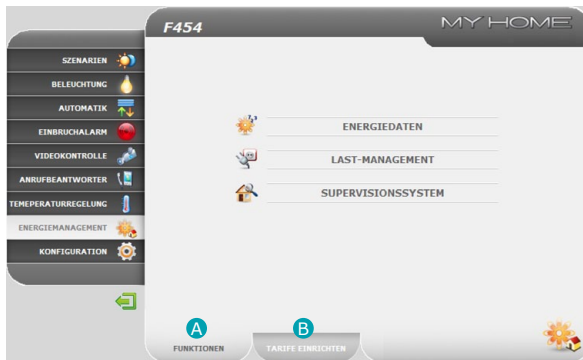 F454
MY HOME
SZENARIEN
BELEUCHTUNG
AUTOMATIK
EINBRUCHALARM
VIDEOKONTROLLE
ANRUFBEANTWORTER
TEMEPERATURREGELUNG
ENERGIEMANAGEMENT
KONFIGURATION
ENERGIEDATEN
LAST-MANAGEMENT
SUPERVISIONSSYSTEM
A
B
FUNKTIONEN
TARIFE EINRICHTEN